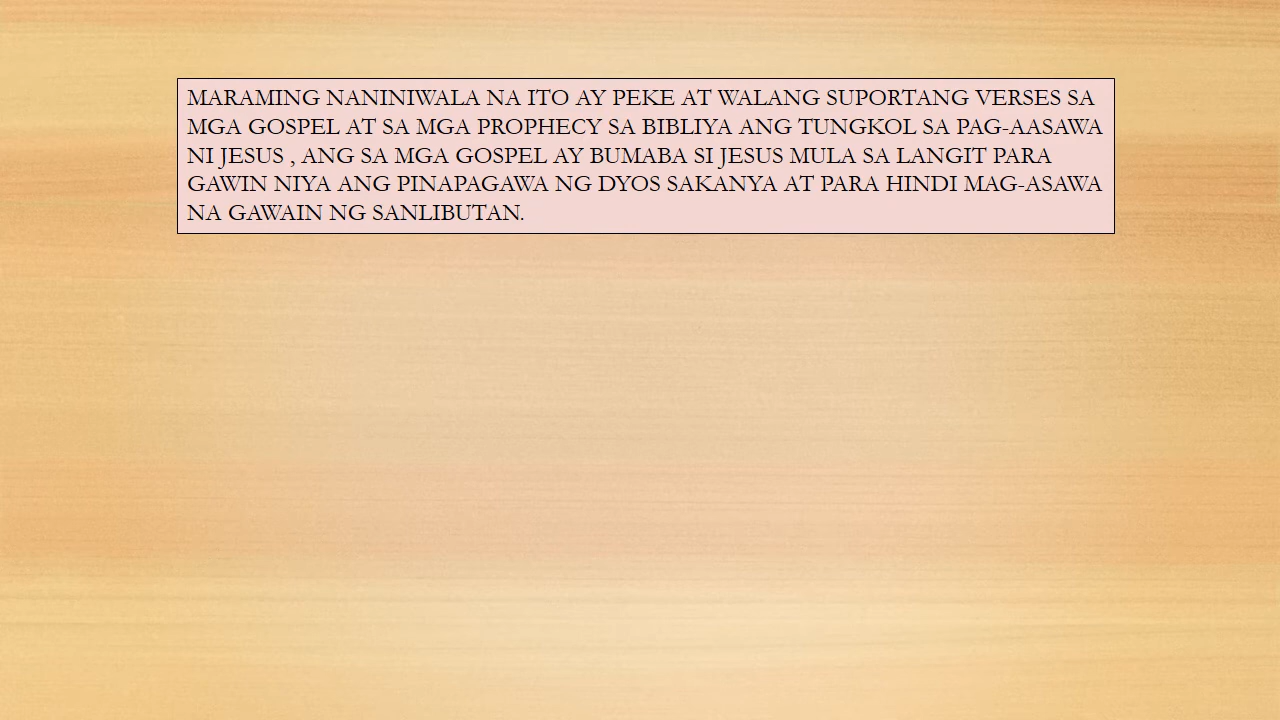 MARAMING NANINIWALA NA ITO AY PEKE AT WALANG SUPORTANG VERSES SA
MGA GOSPEL AT SA MGA PROPHECY SA BIBLIYA ANG TUNGKOL SA PAG-AASAWA
NI JESUS , ANG SA MGA GOSPEL AY BUMABA SI JESUS MULA SA LANGIT PARA
GAWIN NIYA ANG PINAPAGAWA NG DYOS SAKANYA AT PARA HINDI MAG-ASAWA
NA GAWAIN NG SANLIBUTAN.